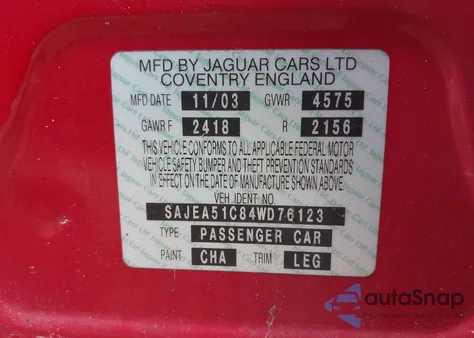 MFD BY JAGUAR CARS LTD
COVENTRY ENGLAND
MFD DATE 11/03 GVWR 4575
GAWR F 2418 R 2156
THIS VEHICLE CONFORMS TO ALL APPLICABLE FEDERAL MOTOR
VEHICLE SAFETY BUMPER AND THEFT PREVENTION STANDARDS
IN EFFECT ON THE DATE OF MANUFACTURE SHOWN ABOVE.
VEH IDENT NO.
SAJEA51C84WD76123
TYPE PASSENGER CAR
PAINT CHA TRIM LEG
autoSnap